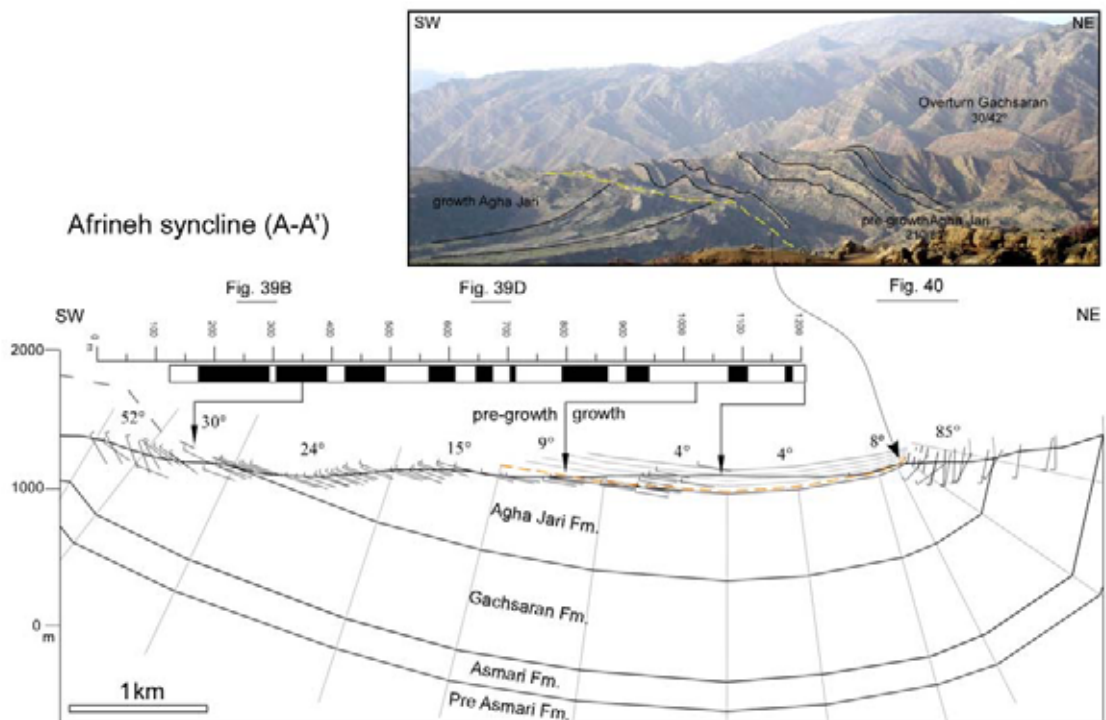 SW
NE
Overturn Gachsaran
30/42°
growth Agha Jari
pre-growth Agha Jari
Afrineh syncline (A-A')
Fig. 39B
Fig. 39D
Fig. 40
SW
NE
m
0
100
200
300
400
500
600
700
800
900
1000
1100
1200
2000
pre-growth
growth
52°
30°
24°
15°
9°
4°
4°
8°
85°
1000
Agha Jari Fm.
Gachsaran Fm.
0
m
Asmari Fm.
1km
Pre Asmari Fm.